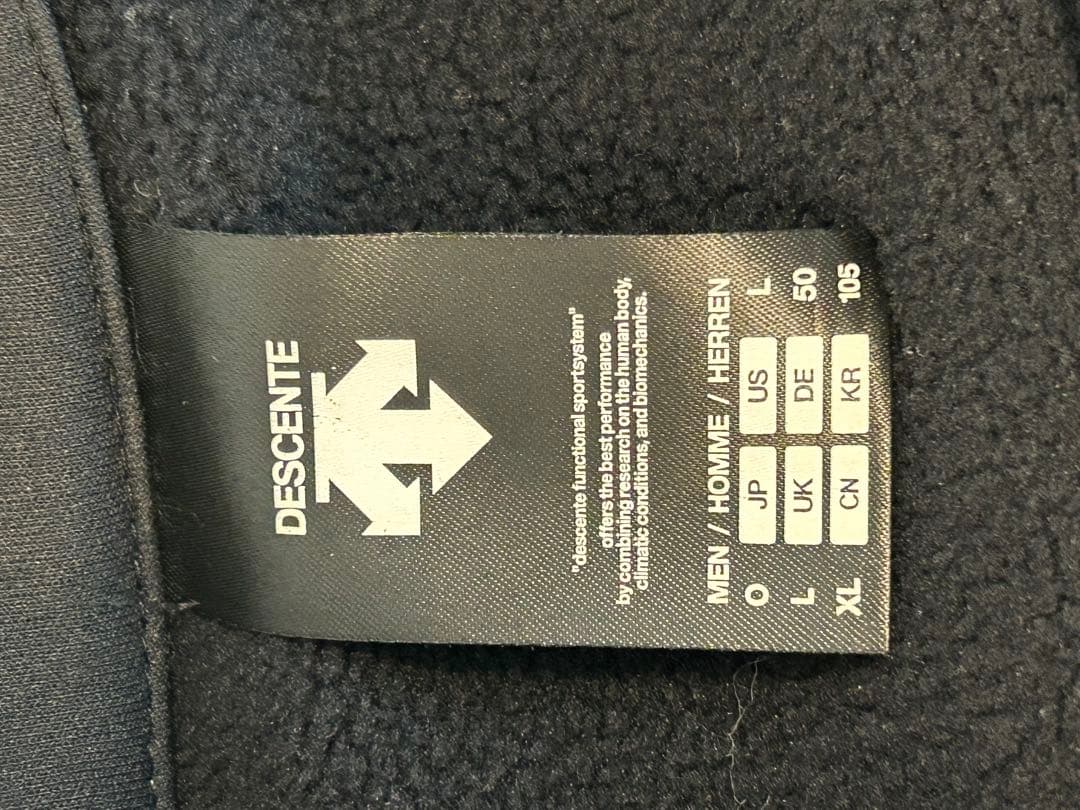 DESCENTE
"descente functional sportsystem"
offers the best performance
by combining research on the human body,
climatic conditions, and biomechanics.
MEN / HOMME / HERREN
O JP US L
L UK DE 50
XL CN KR 105